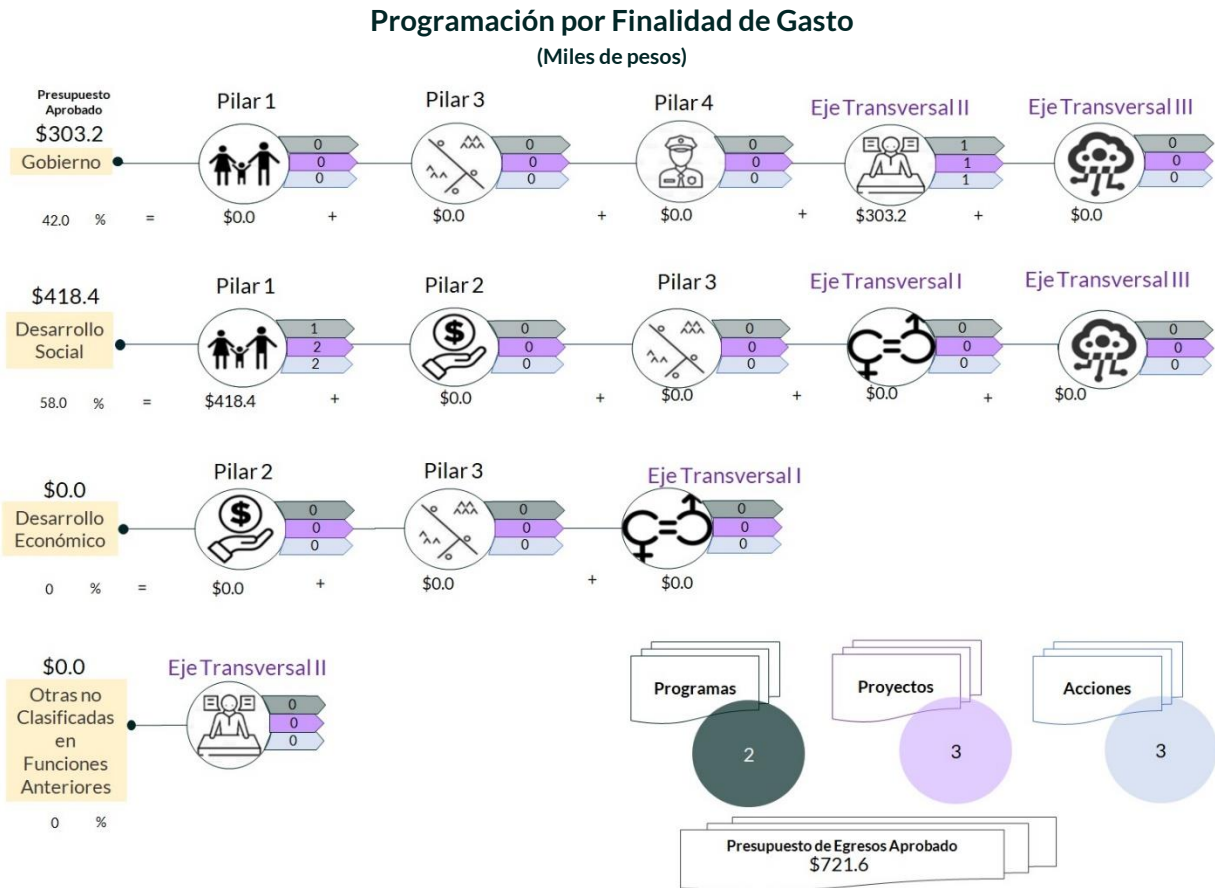 Programación por Finalidad de Gasto
(Miles de pesos)
Presupuesto
Aprobado
$303.2
Gobierno
42.0 % =
Pilar 1
0
0
0
$0.0 +
Pilar 3
0
0
0
$0.0 +
Pilar 4
0
0
0
$0.0 +
Eje Transversal II
1
1
1
$303.2 +
Eje Transversal III
0
0
0
$0.0
$418.4
Desarrollo
Social
58.0 % =
Pilar 1
1
2
2
$418.4 +
Pilar 2
0
0
0
$0.0 +
Pilar 3
0
0
0
$0.0 +
Eje Transversal I
0
0
0
$0.0 +
Eje Transversal III
0
0
0
$0.0
$0.0
Desarrollo
Económico
0 % =
Pilar 2
0
0
0
$0.0 +
Pilar 3
0
0
0
$0.0 +
Eje Transversal I
0
0
0
$0.0
$0.0
Otras no
Clasificadas
en
Funciones
Anteriores
0 %
Eje Transversal II
0
0
0
Programas
2
Proyectos
3
Acciones
3
Presupuesto de Egresos Aprobado
$721.6